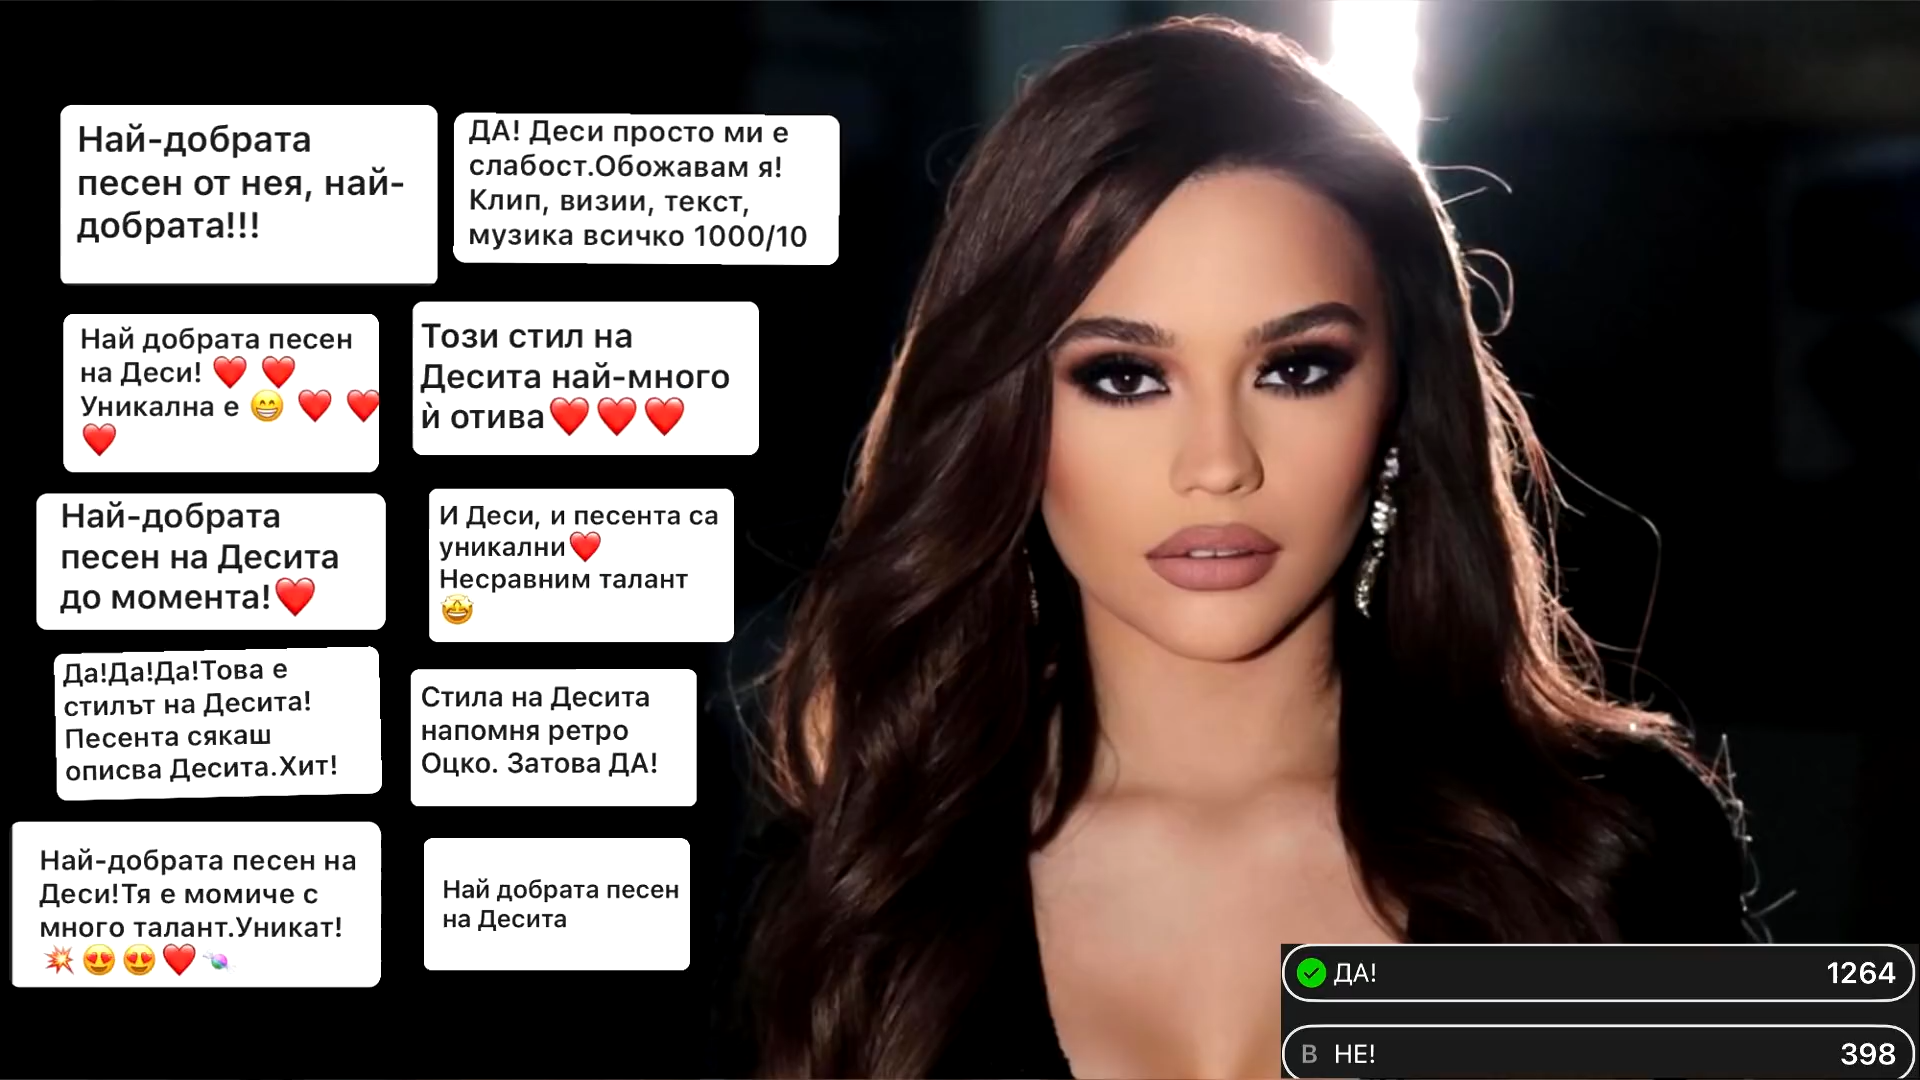 Най-добрата
песен от нея, най-
добрата!!!
ДА! Деси просто ми е
слабост.Обожавам я!
Клип, визии, текст,
музика всичко 1000/10
Най добрата песен
на Деси! ❤️ ❤️
Уникална е 😁 ❤️ ❤️
❤️
Този стил на
Десита най-много
ѝ отива❤️❤️❤️
Най-добрата
песен на Десита
до момента!❤️
И Деси, и песента са
уникални❤️
Несравним талант
🤩
Да!Да!Да!Това е
стилът на Десита!
Песента сякаш
описва Десита.Хит!
Стила на Десита
напомня ретро
Оцко. Затова ДА!
Най-добрата песен на
Деси!Тя е момиче с
много талант.Уникат!
💥😍😍❤️🍬
Най добрата песен
на Десита
ДА! 1264
B НЕ! 398